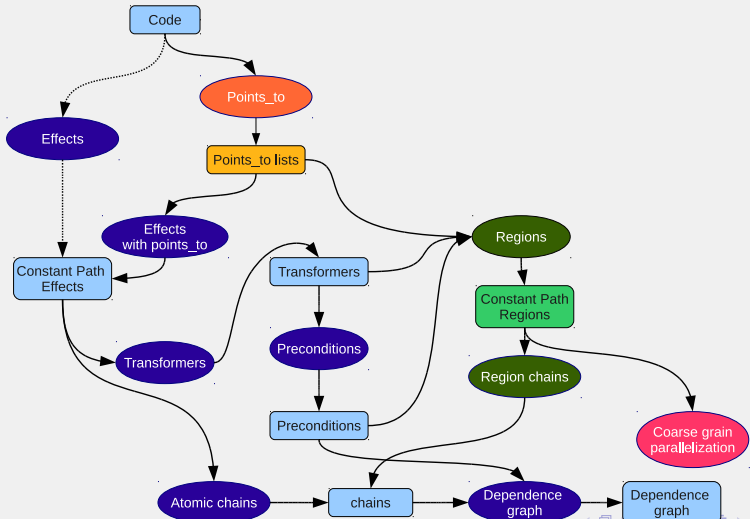 Code
Points_to
Effects
Points_to lists
Effects
with points_to
Regions
Constant Path
Effects
Transformers
Constant Path
Regions
Transformers
Preconditions
Region chains
Preconditions
Coarse grain
parallelization
Atomic chains
chains
Dependence
graph
Dependence
graph